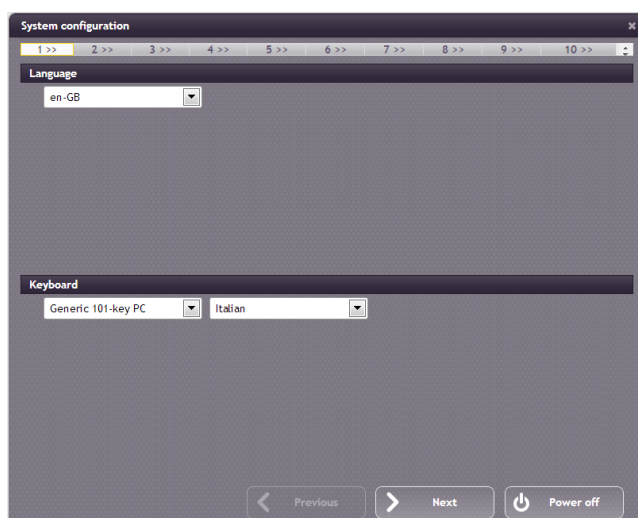 System configuration
1 >> 2 >> 3 >> 4 >> 5 >> 6 >> 7 >> 8 >> 9 >> 10 >>
Language
en-GB
Keyboard
Generic 101-key PC Italian
Previous Next Power off